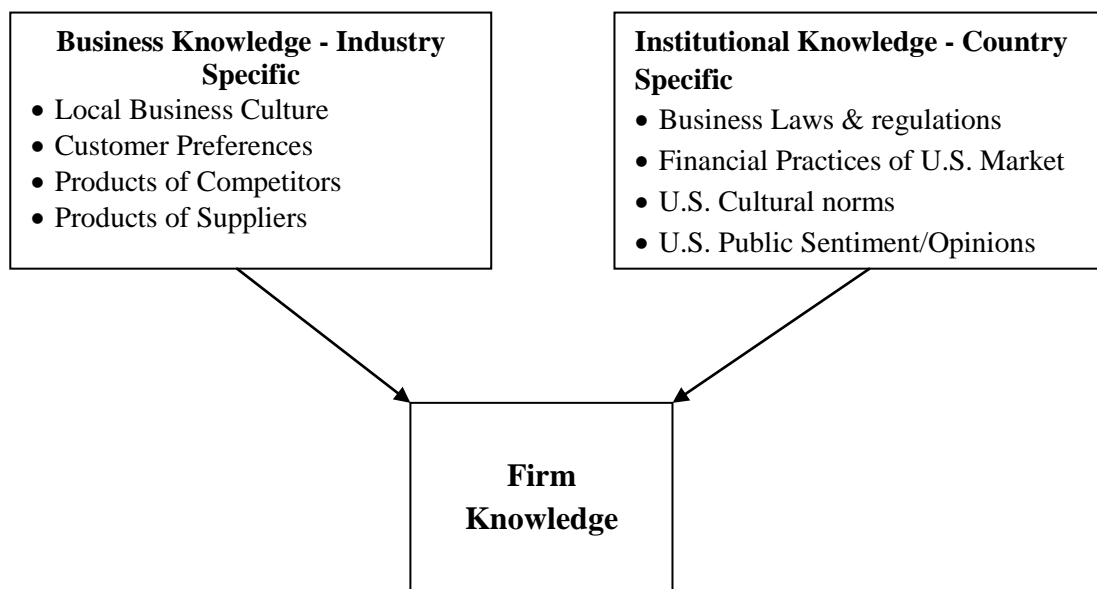 Business Knowledge - Industry
Specific
• Local Business Culture
• Customer Preferences
• Products of Competitors
• Products of Suppliers
Institutional Knowledge - Country
Specific
• Business Laws & regulations
• Financial Practices of U.S. Market
• U.S. Cultural norms
• U.S. Public Sentiment/Opinions
Firm
Knowledge